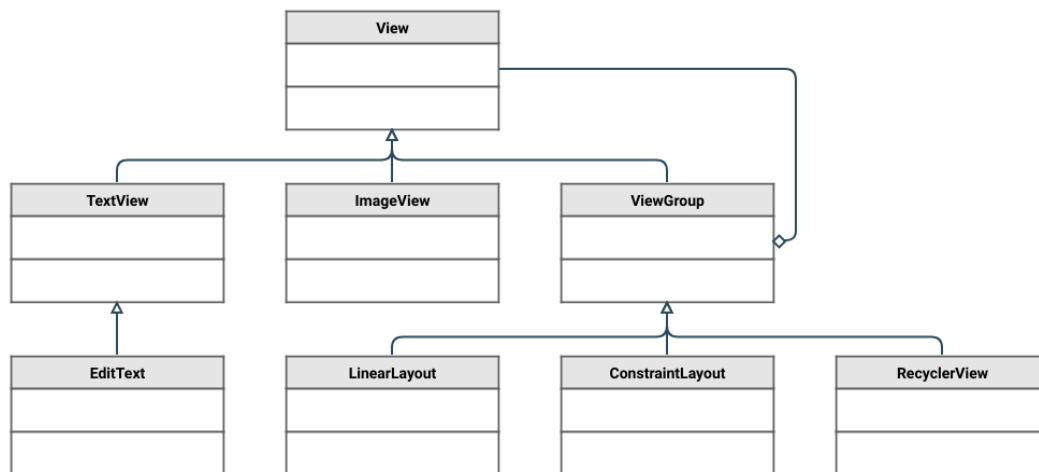 View
TextView
ImageView
ViewGroup
EditText
LinearLayout
ConstraintLayout
RecyclerView